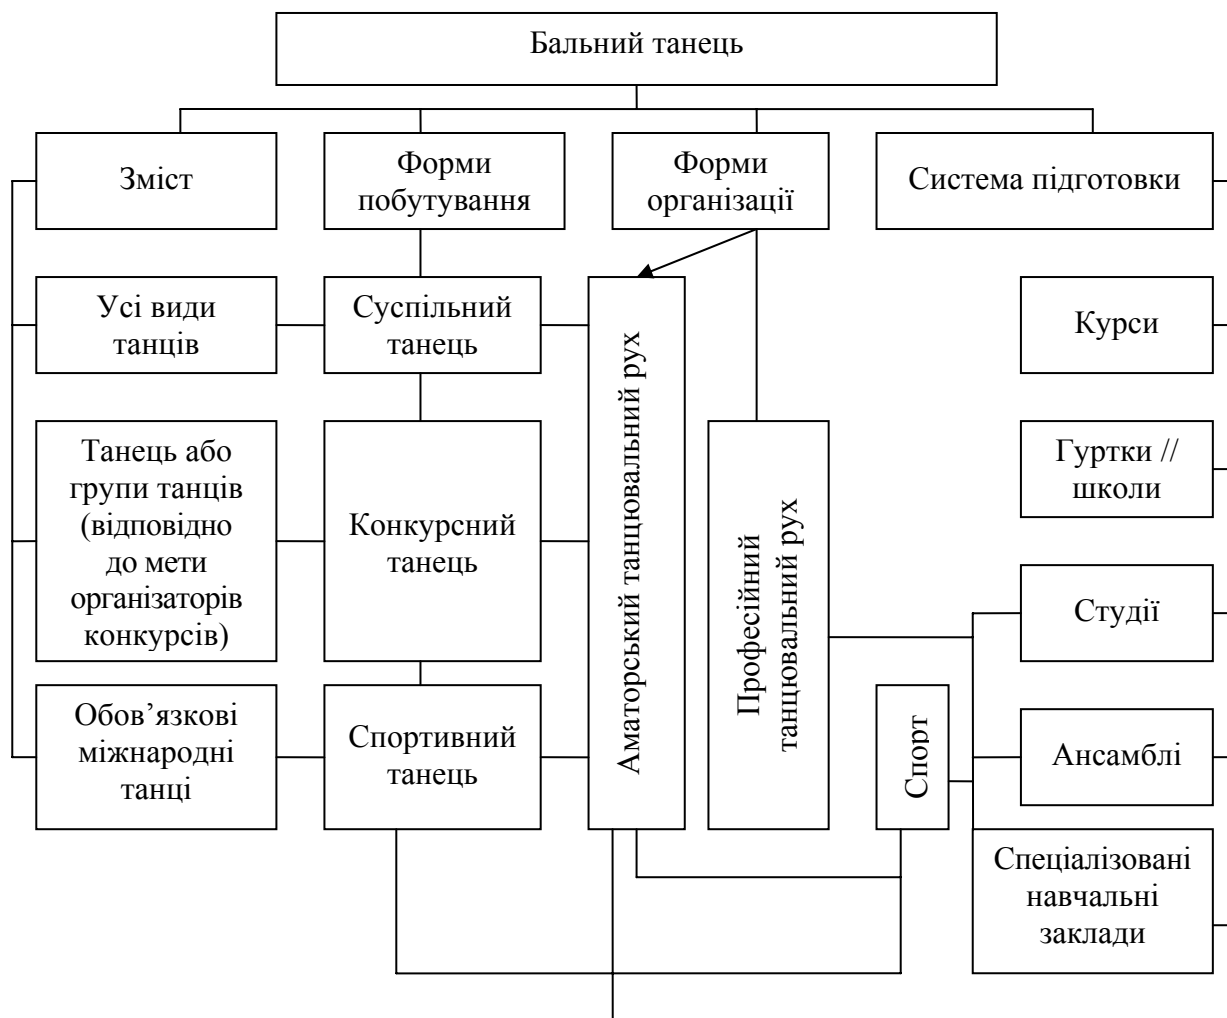 Бальний танець
Зміст
Форми
побутування
Форми
організації
Система підготовки
Усі види
танців
Суспільний
танець
Аматорський танцювальний рух
Курси
Танець або
групи танців
(відповідно
до мети
організаторів
конкурсів)
Конкурсний
танець
Професійний
танцювальний рух
Гуртки //
школи
Студії
Обов’язкові
міжнародні
танці
Спортивний
танець
Спорт
Ансамблі
Спеціалізовані
навчальні
заклади